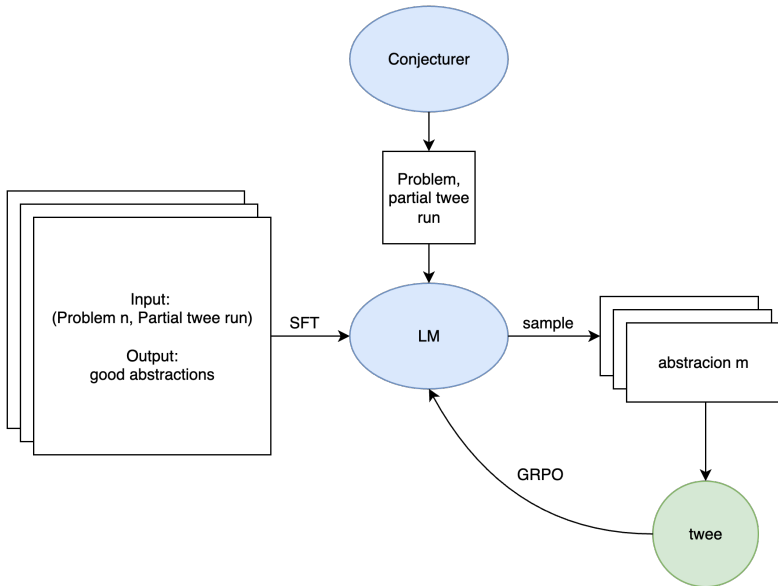 Conjecturer
Problem,
partial twee
run
Input:
(Problem n, Partial twee run)
Output:
good abstractions
SFT
LM
sample
abstracion m
GRPO
twee